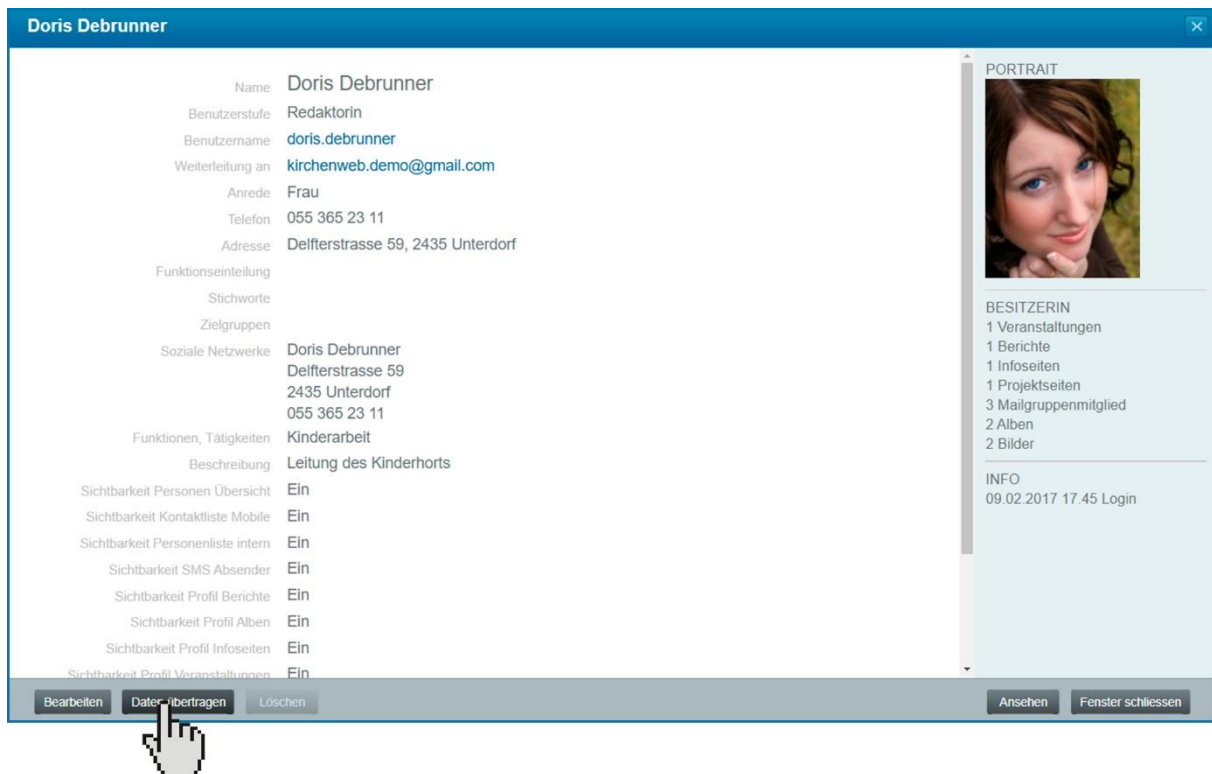 Doris Debrunner
Name Doris Debrunner
Benutzerstufe Redaktorin
Benutzername doris.debrunner
Weiterleitung an kirchenweb.demo@gmail.com
Anrede Frau
Telefon 055 365 23 11
Adresse Delfterstrasse 59, 2435 Unterdorf
Funktionseinteilung
Stichworte
Zielgruppen
Soziale Netzwerke Doris Debrunner
Delfterstrasse 59
2435 Unterdorf
055 365 23 11
Funktionen, Tätigkeiten Kinderarbeit
Beschreibung Leitung des Kinderhorts
Sichtbarkeit Personen Übersicht Ein
Sichtbarkeit Kontaktliste Mobile Ein
Sichtbarkeit Personenliste intern Ein
Sichtbarkeit SMS Absender Ein
Sichtbarkeit Profil Berichte Ein
Sichtbarkeit Profil Alben Ein
Sichtbarkeit Profil Infoseiten Ein
Sichtbarkeit Profil Veranstaltungen Ein
PORTRAIT
BESITZERIN
1 Veranstaltungen
1 Berichte
1 Infoseiten
1 Projektseiten
3 Mailgruppenmitglied
2 Alben
2 Bilder
INFO
09.02.2017 17.45 Login
Bearbeiten Daten übertragen Löschen Ansehen Fenster schliessen